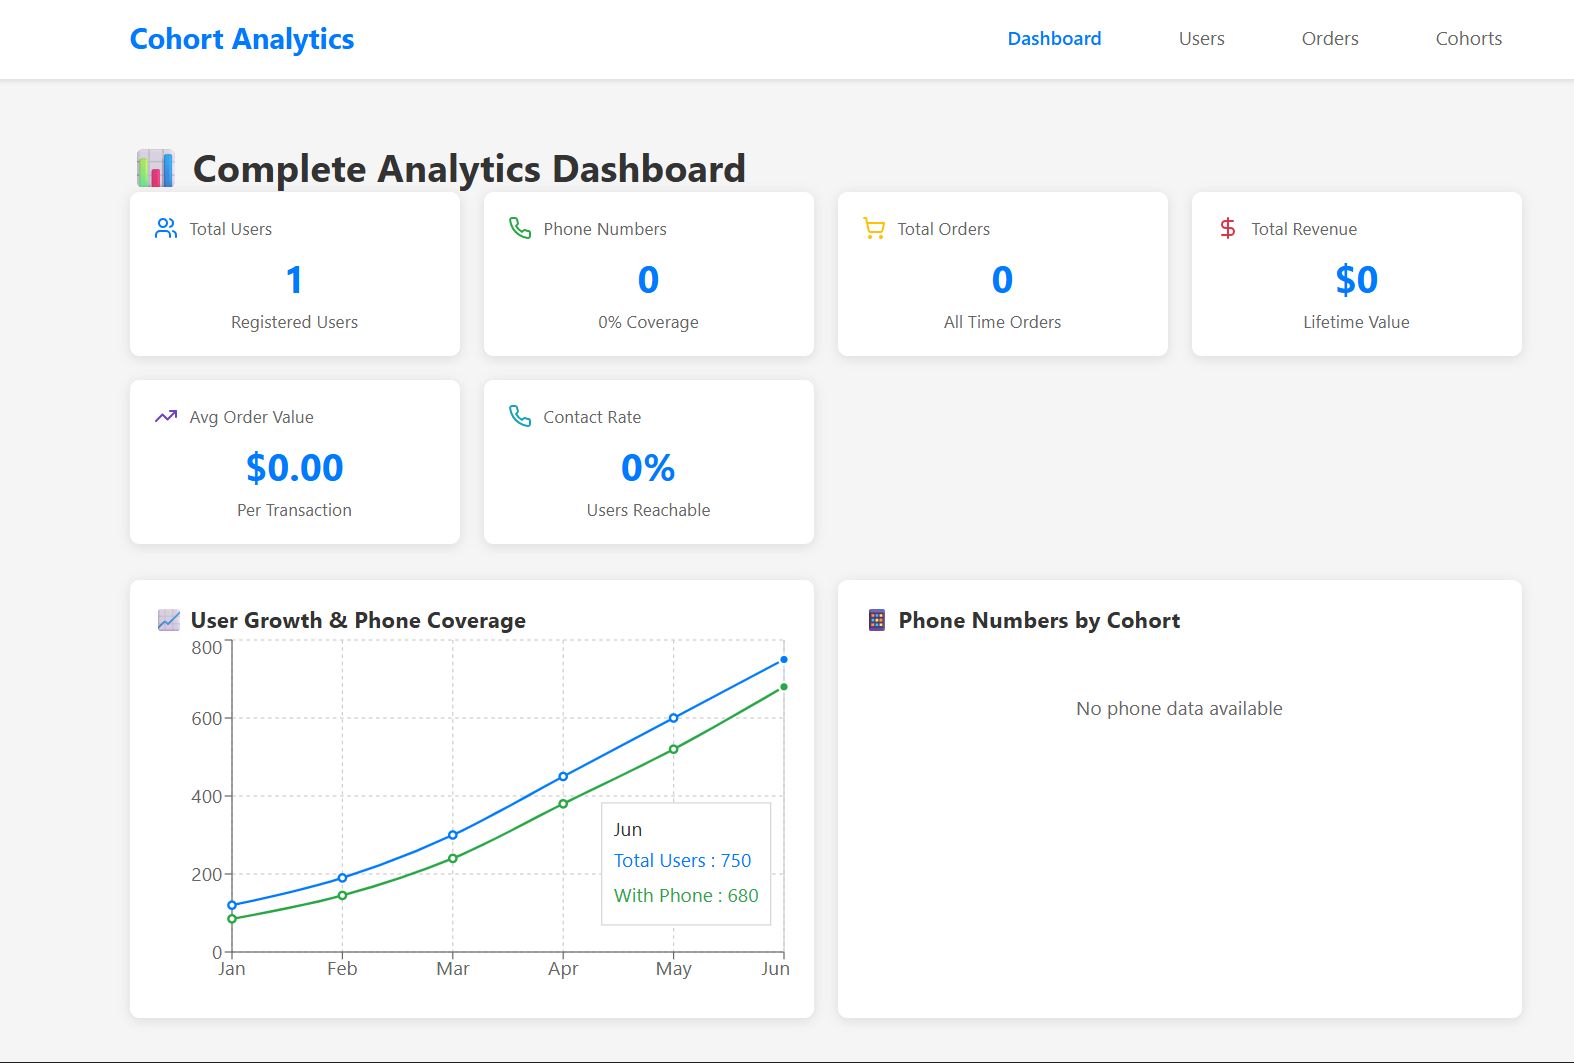 Cohort Analytics
Dashboard Users Orders Cohorts
Complete Analytics Dashboard
Total Users
1
Registered Users
Phone Numbers
0
0% Coverage
Total Orders
0
All Time Orders
Total Revenue
$0
Lifetime Value
Avg Order Value
$0.00
Per Transaction
Contact Rate
0%
Users Reachable
User Growth & Phone Coverage
800
600
400
200
0
Jan Feb Mar Apr May Jun
Jun
Total Users : 750
With Phone : 680
Phone Numbers by Cohort
No phone data available